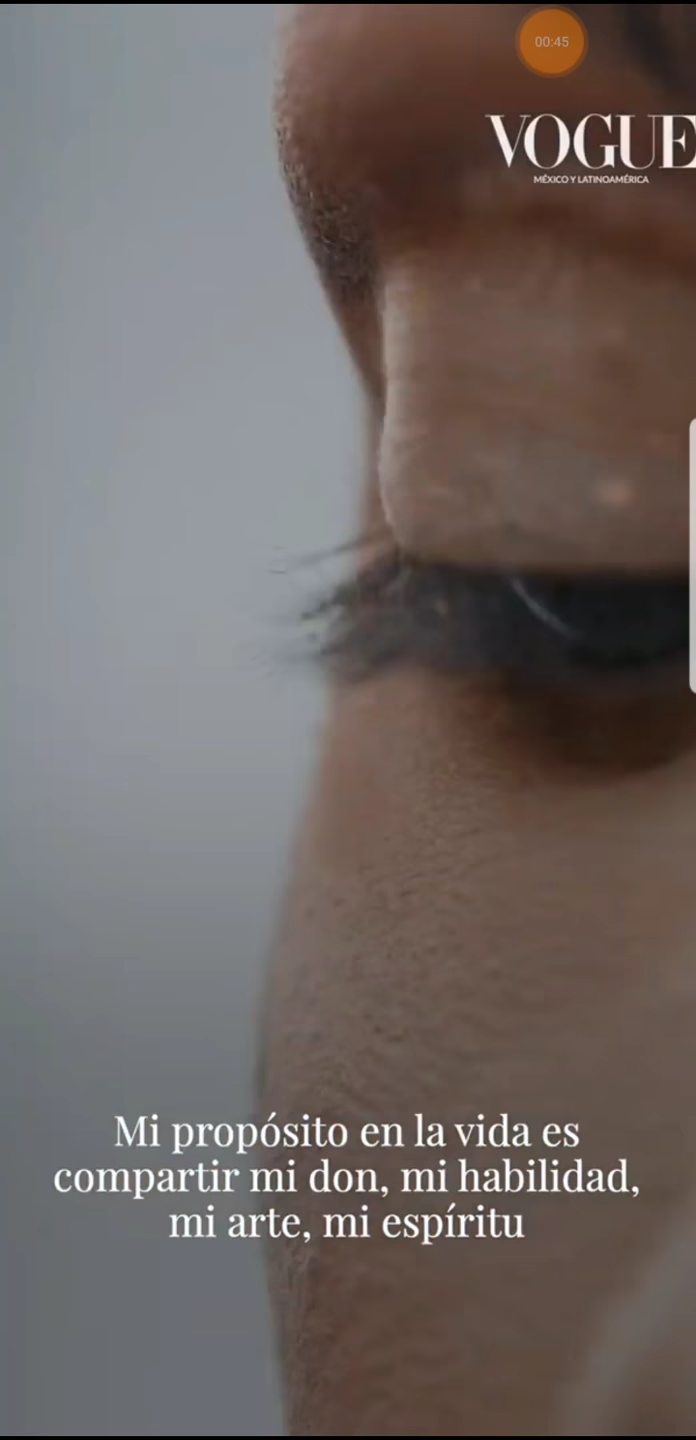 00:45
VOGUE
MÉXICO Y LATINOAMÉRICA
Mi propósito en la vida es
compartir mi don, mi habilidad,
mi arte, mi espíritu